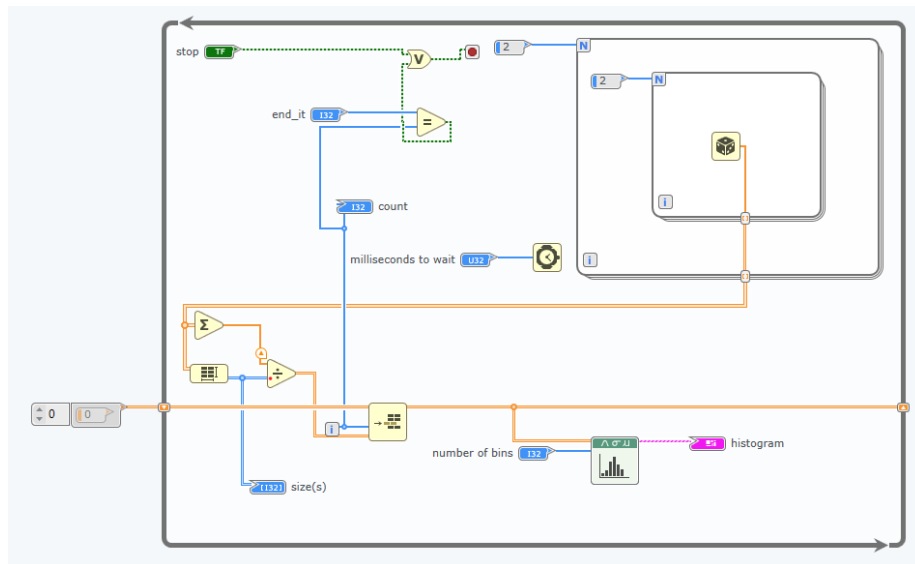 stop TF
V
2 N
2 N
end_it I32
=
I32 count
i
milliseconds to wait U32
i
Σ
÷
0 0
i
number of bins I32
Λ σ μ
histogram
[I32] size(s)